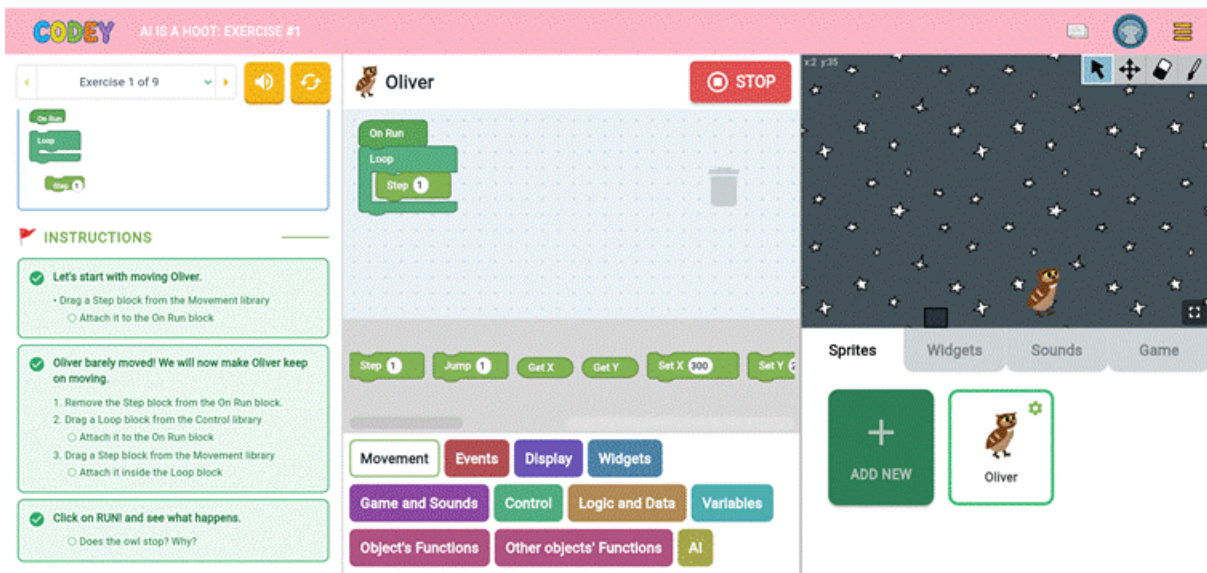 CODEY AI IS A HOOT: EXERCISE #1
Exercise 1 of 9
On Run
Loop
Step 1
INSTRUCTIONS
Let's start with moving Oliver.
• Drag a Step block from the Movement library
Attach it to the On Run block
Oliver barely moved! We will now make Oliver keep
on moving.
1. Remove the Step block from the On Run block.
2. Drag a Loop block from the Control library
Attach it to the On Run block
3. Drag a Step block from the Movement library
Attach it inside the Loop block
Click on RUN! and see what happens.
Does the owl stop? Why?
Oliver STOP
On Run
Loop
Step 1
Step 1 Jump 1 Get X Get Y Set X 300 Set Y
Movement Events Display Widgets
Game and Sounds Control Logic and Data Variables
Object's Functions Other objects' Functions AI
x:2 y:35
Sprites Widgets Sounds Game
ADD NEW
Oliver